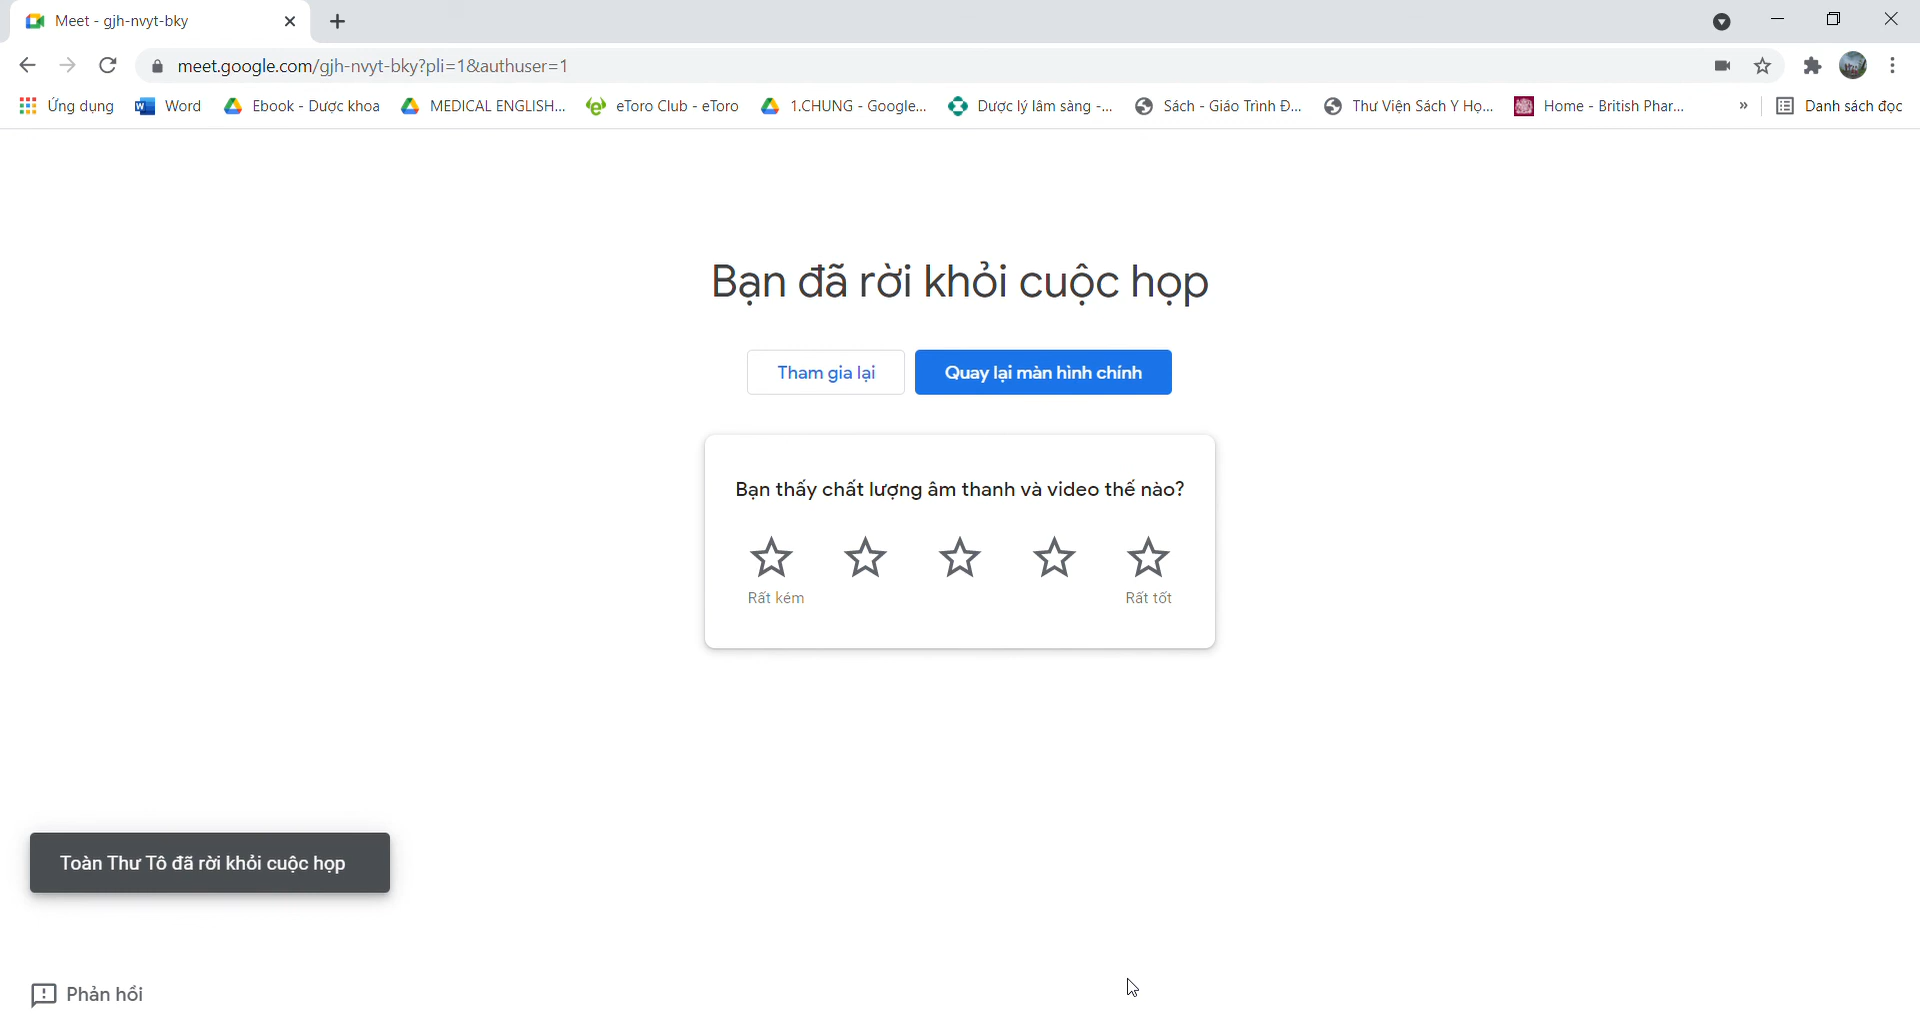 Meet - gjh-nvyt-bky
meet.google.com/gjh-nvyt-bky?pli=1&authuser=1
Ứng dụng Word Ebook - Dược khoa MEDICAL ENGLISH... eToro Club - eToro 1.CHUNG - Google... Dược lý lâm sàng -... Sách - Giáo Trình Đ... Thư Viện Sách Y Họ... Home - British Phar... » Danh sách đọc
Bạn đã rời khỏi cuộc họp
Tham gia lại Quay lại màn hình chính
Bạn thấy chất lượng âm thanh và video thế nào?
Rất kém Rất tốt
Toàn Thư Tô đã rời khỏi cuộc họp
Phản hồi